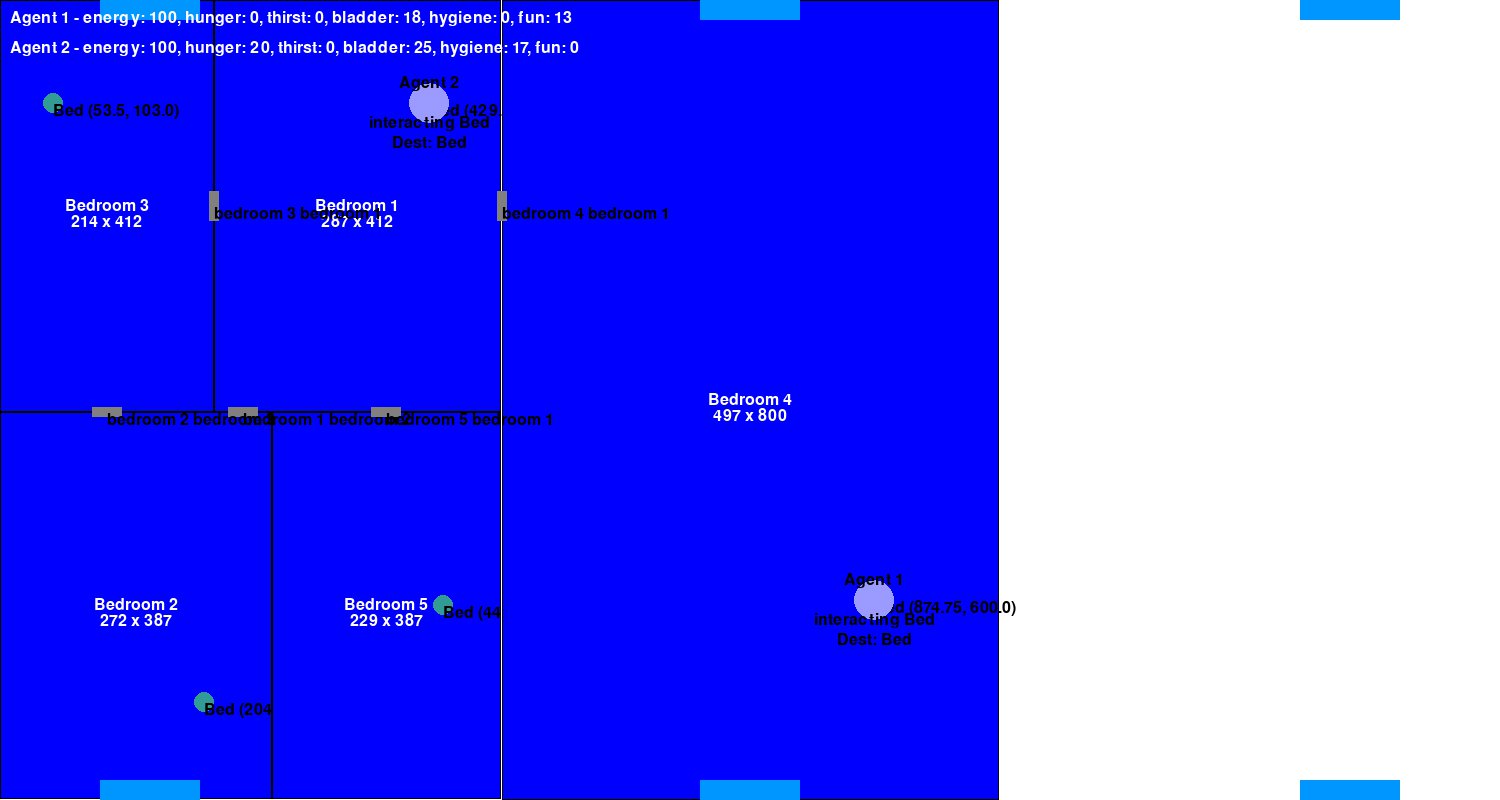 Agent 1 - energy: 100, hunger: 0, thirst: 0, bladder: 18, hygiene: 0, fun: 13
Agent 2 - energy: 100, hunger: 20, thirst: 0, bladder: 25, hygiene: 17, fun: 0
Agent 2
Bed (53.5, 103.0)
d (429.
interacting Bed
Dest: Bed
Bedroom 3
214 x 412
Bedroom 1
287 x 412
bedroom 3 bedroom 1
bedroom 4 bedroom 1
Bedroom 4
497 x 800
bedroom 2 bedroom
bedroom 1 bedroom 2
bedroom 5 bedroom 1
Agent 1
d (874.75, 600.0)
interacting Bed
Dest: Bed
Bedroom 2
272 x 387
Bedroom 5
229 x 387
Bed (44
Bed (204